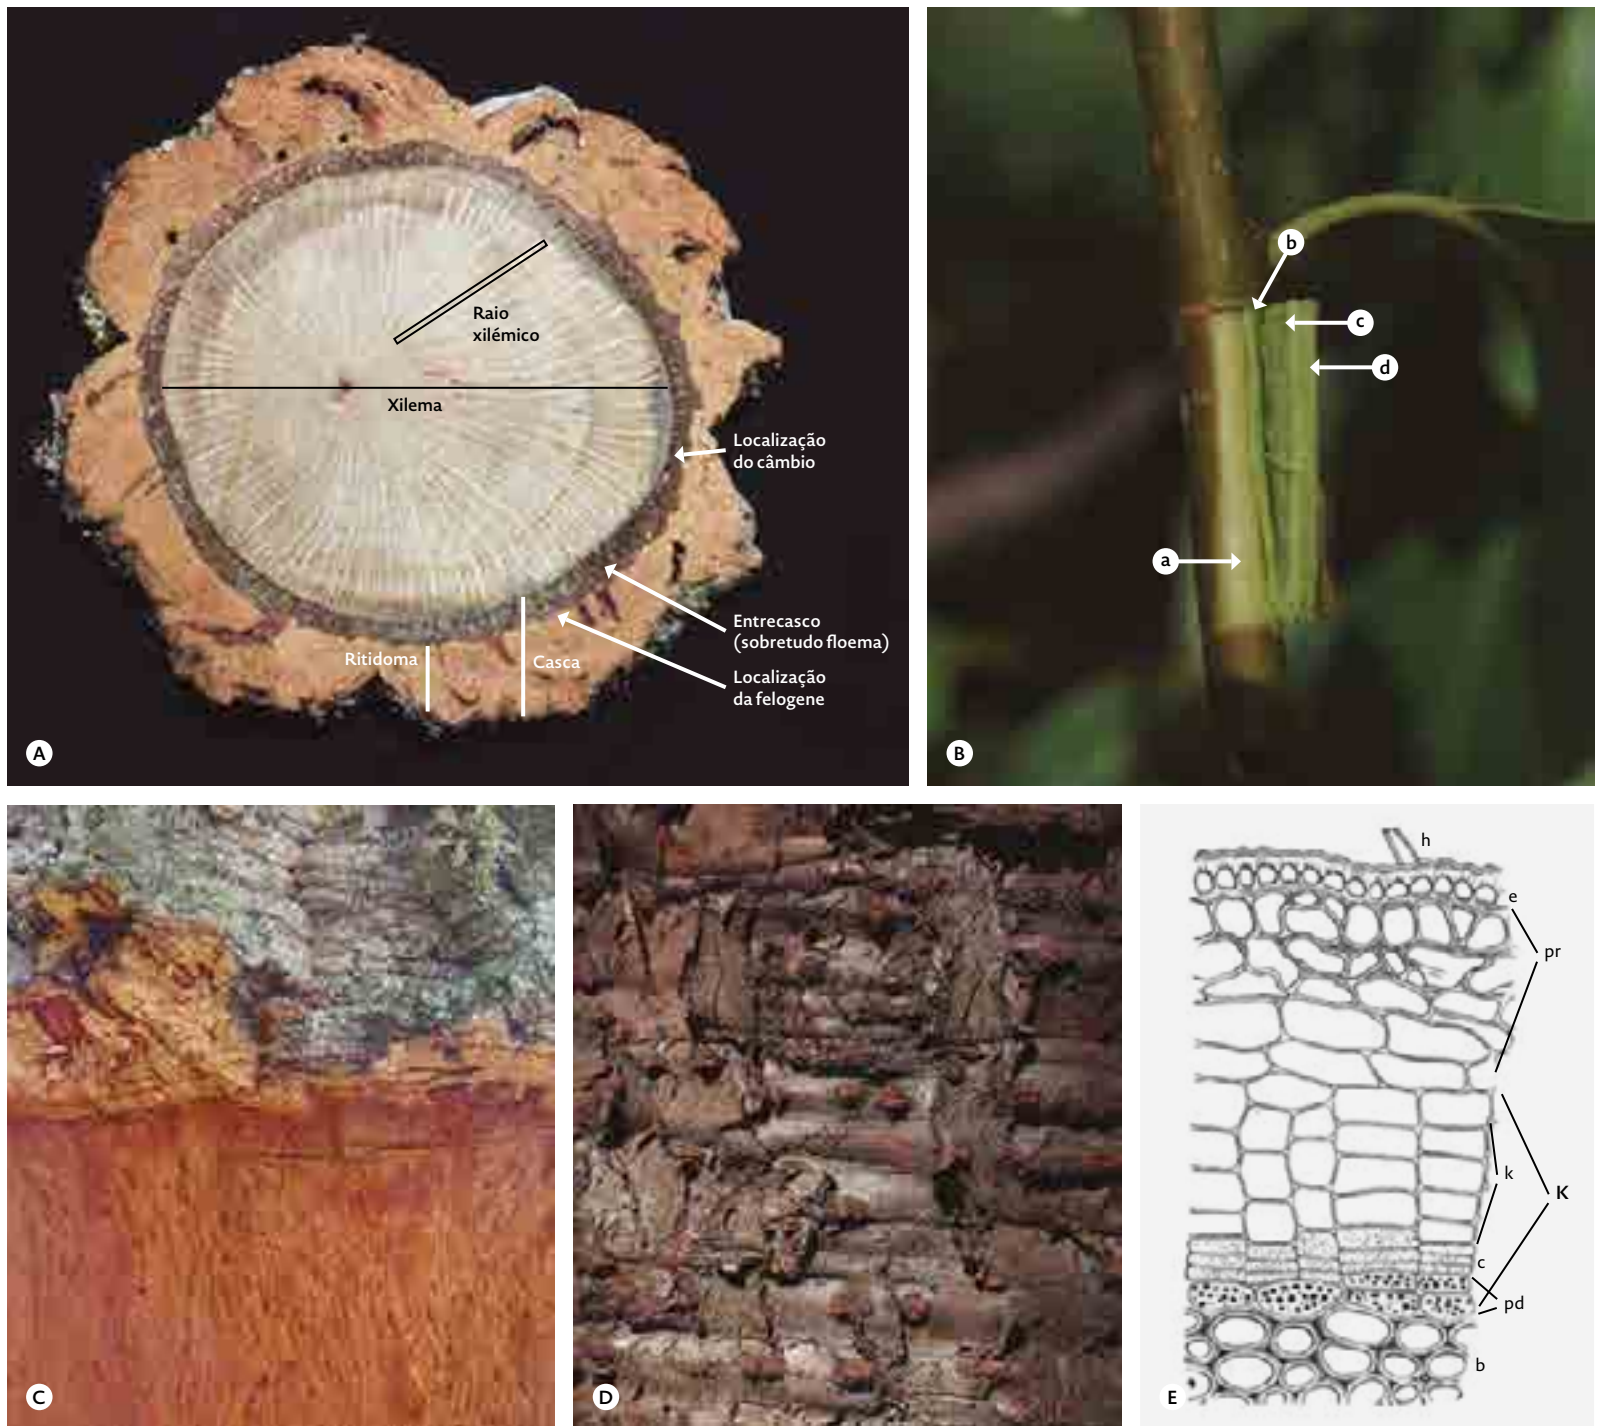 Raio
xilémico
Xilema
Localização
do câmbio
Entrecasco
(sobretudo floema)
Localização
da felogene
Ritidoma
Casca
A
b
c
d
a
B
C
D
h
e
pr
k
K
c
pd
b
E